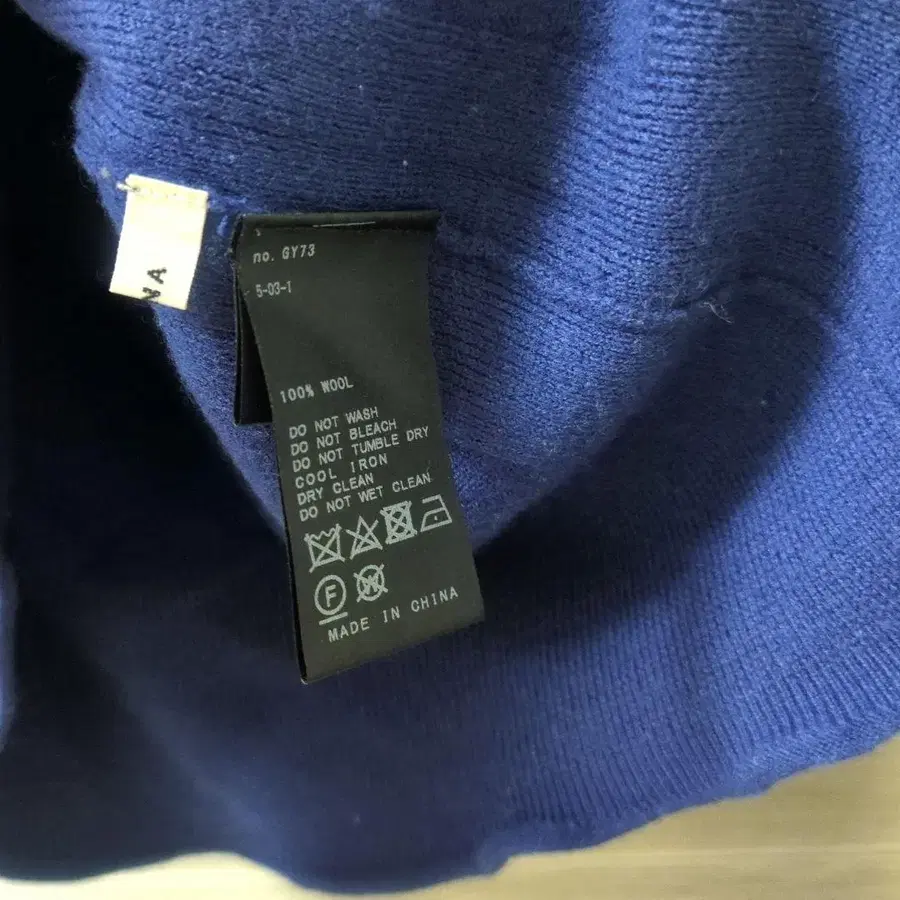 NA
no. GY73
5-03-1
100% WOOL
DO NOT WASH
DO NOT BLEACH
DO NOT TUMBLE DRY
COOL IRON
DRY CLEAN
DO NOT WET CLEAN
F
W
MADE IN CHINA